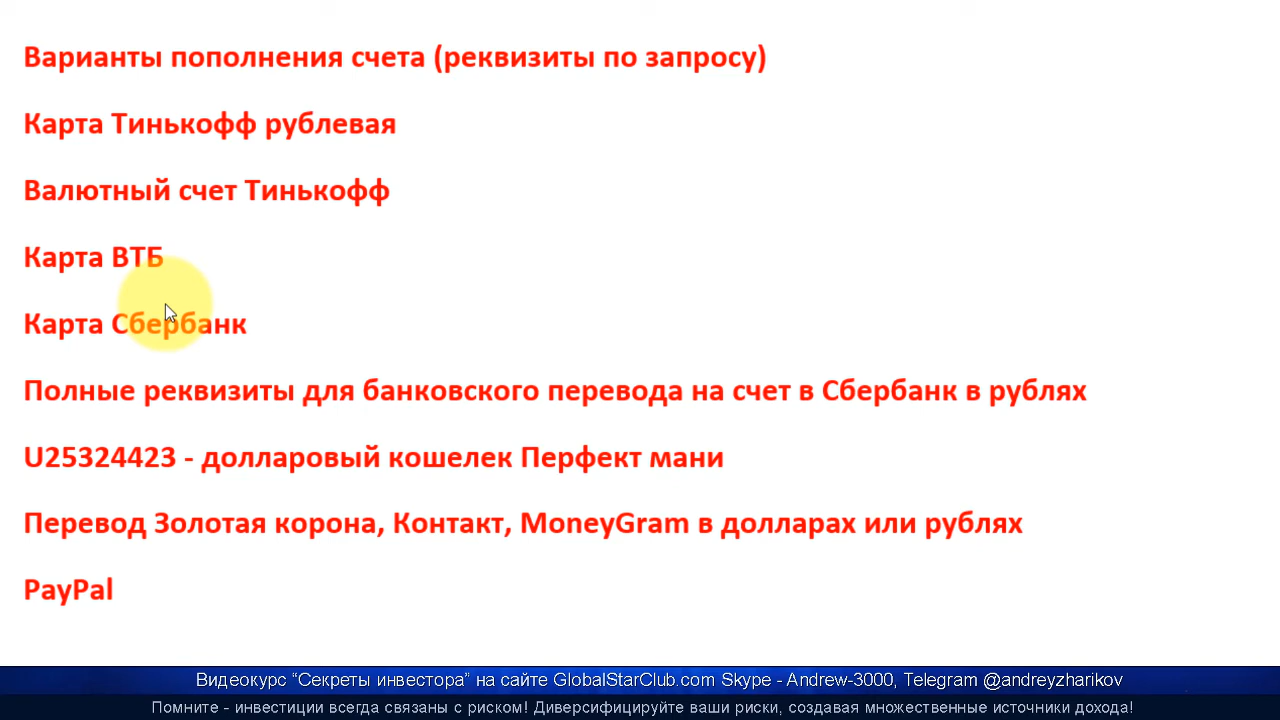 Варианты пополнения счета (реквизиты по запросу)
Карта Тинькофф рублевая
Валютный счет Тинькофф
Карта ВТБ
Карта Сбербанк
Полные реквизиты для банковского перевода на счет в Сбербанк в рублях
U25324423 - долларовый кошелек Перфект мани
Перевод Золотая корона, Контакт, MoneyGram в долларах или рублях
PayPal
Видеокурс “Секреты инвестора” на сайте GlobalStarClub.com Skype - Andrew-3000, Telegram @andreyzharikov
Помните - инвестиции всегда связаны с риском! Диверсифицируйте ваши риски, создавая множественные источники дохода!